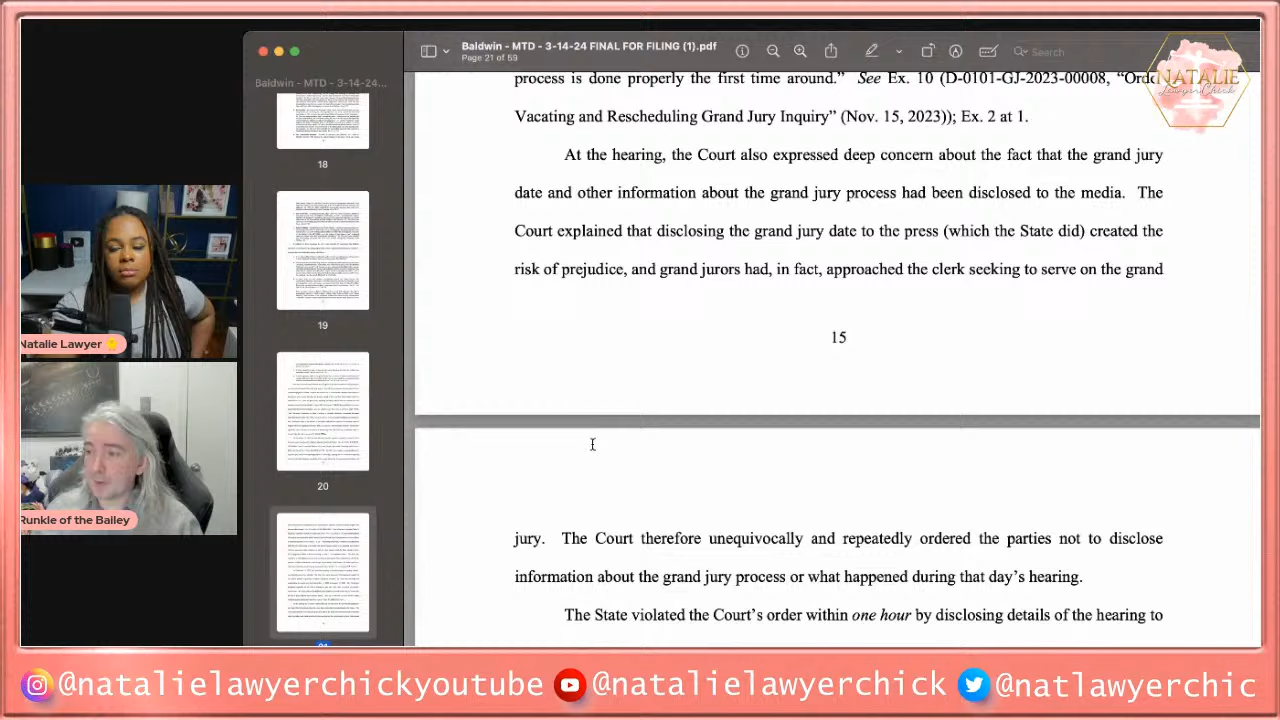 Baldwin - MTD - 3-14-24 FINAL FOR FILING (1).pdf
Page 21 of 59
Search
NATALIE
LawyerChick
Baldwin - MTD - 3-14-24...
18
19
20
21
process is done properly the first time around.” See Ex. 10 (D-0101-GJ-2023-00008, “Orde
Vacating and Rescheduling Grand Jury Inquiry” (Nov. 15, 2023)); Ex. 2 at 1.
At the hearing, the Court also expressed deep concern about the fact that the grand jury
date and other information about the grand jury process had been disclosed to the media. The
Court explained that disclosing the grand jury date to the press (which the State did) created the
risk of prejudice, and grand jurors had, in fact, approached the clerk seeking to serve on the grand
15
jury. The Court therefore unequivocally and repeatedly ordered the parties not to disclose
information about the grand jury process or what happened during that day’s hearing.
The State violated the Court’s order within one hour by disclosing details of the hearing to
Natalie Lawyer
Runkle of the Bailey
@natalielawyerchickyoutube
@natalielawyerchick
@natlawyerchic